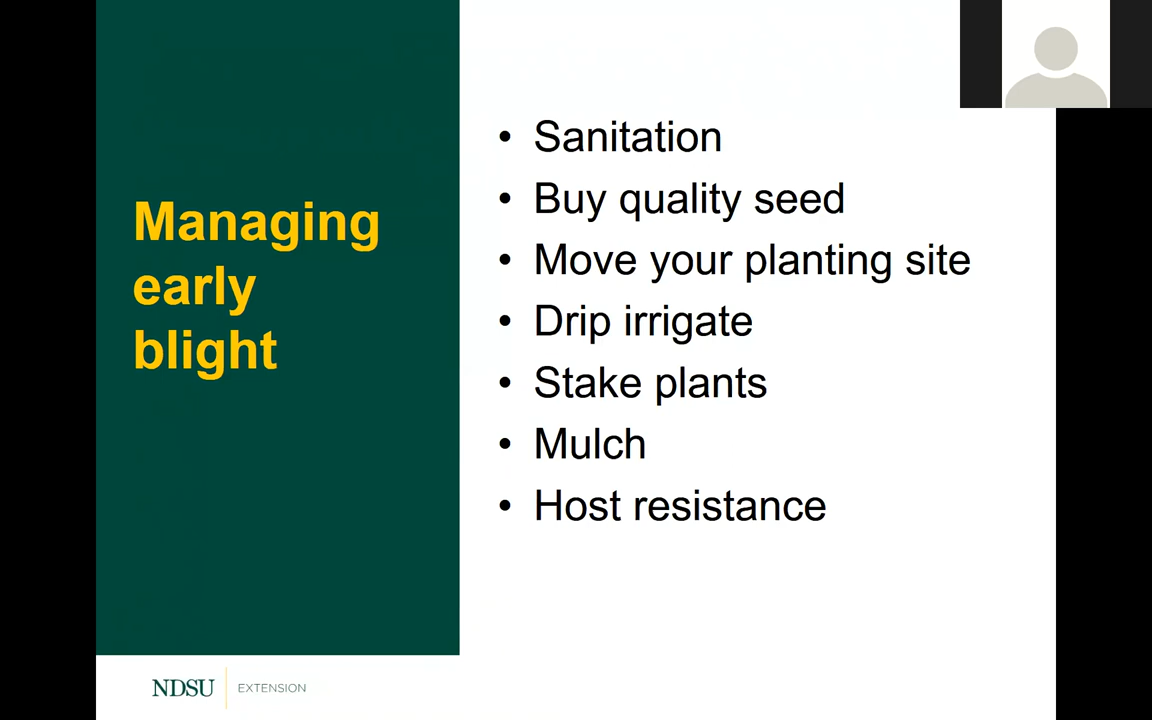 Managing
early
blight
• Sanitation
• Buy quality seed
• Move your planting site
• Drip irrigate
• Stake plants
• Mulch
• Host resistance
NDSU EXTENSION